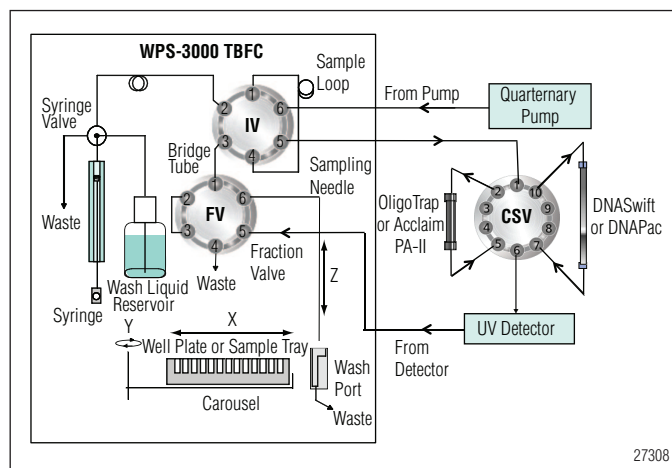 WPS-3000 TBFC
Sample
Loop
Syringe
Valve
From Pump
Quarternary
Pump
1
2
6
IV
3
5
4
Bridge
Tube
Sampling
Needle
1
2
6
FV
3
5
4
Waste
Waste
Fraction
Valve
Wash Liquid
Reservoir
Syringe
Z
OligoTrap
or Acclaim
PA-II
2
1
10
3
9
CSV
4
8
5
6
7
DNASwift
or DNAPac
UV Detector
From
Detector
Y
X
Well Plate or Sample Tray
Carousel
Wash
Port
Waste
27308